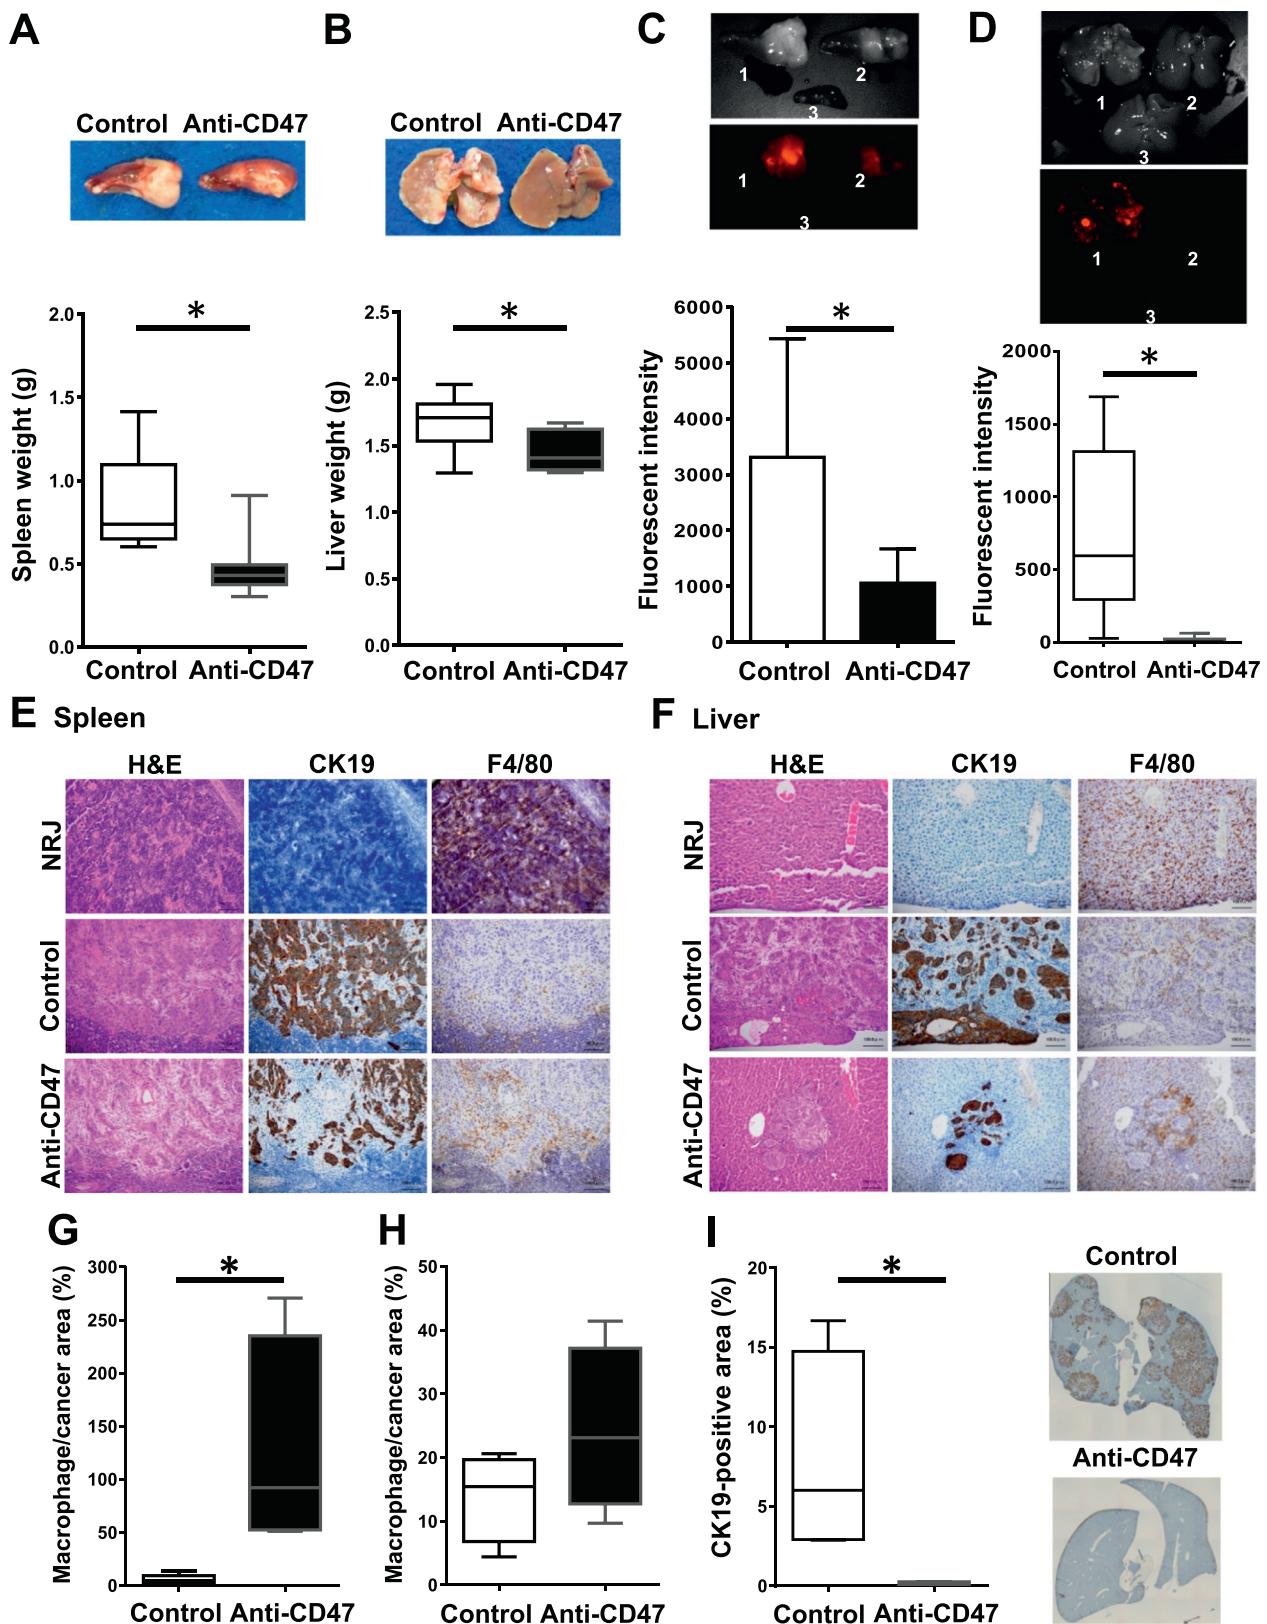 A
Control Anti-CD47
*
Spleen weight (g)
2.0
1.5
1.0
0.5
0.0
Control Anti-CD47
B
Control Anti-CD47
*
Liver weight (g)
2.5
2.0
1.5
1.0
0.5
0.0
Control Anti-CD47
C
1
2
3
1
2
3
*
Fluorescent intensity
6000
5000
4000
3000
2000
1000
0
Control Anti-CD47
D
1
2
3
1
2
3
*
Fluorescent intensity
2000
1500
1000
500
0
Control Anti-CD47
E Spleen
H&E CK19 F4/80
NRJ
Control
Anti-CD47
F Liver
H&E CK19 F4/80
NRJ
Control
Anti-CD47
G
*
Macrophage/cancer area (%)
300
250
200
150
100
50
0
Control Anti-CD47
H
Macrophage/cancer area (%)
50
40
30
20
10
0
Control Anti-CD47
I
*
CK19-positive area (%)
20
15
10
5
0
Control Anti-CD47
Control
Anti-CD47